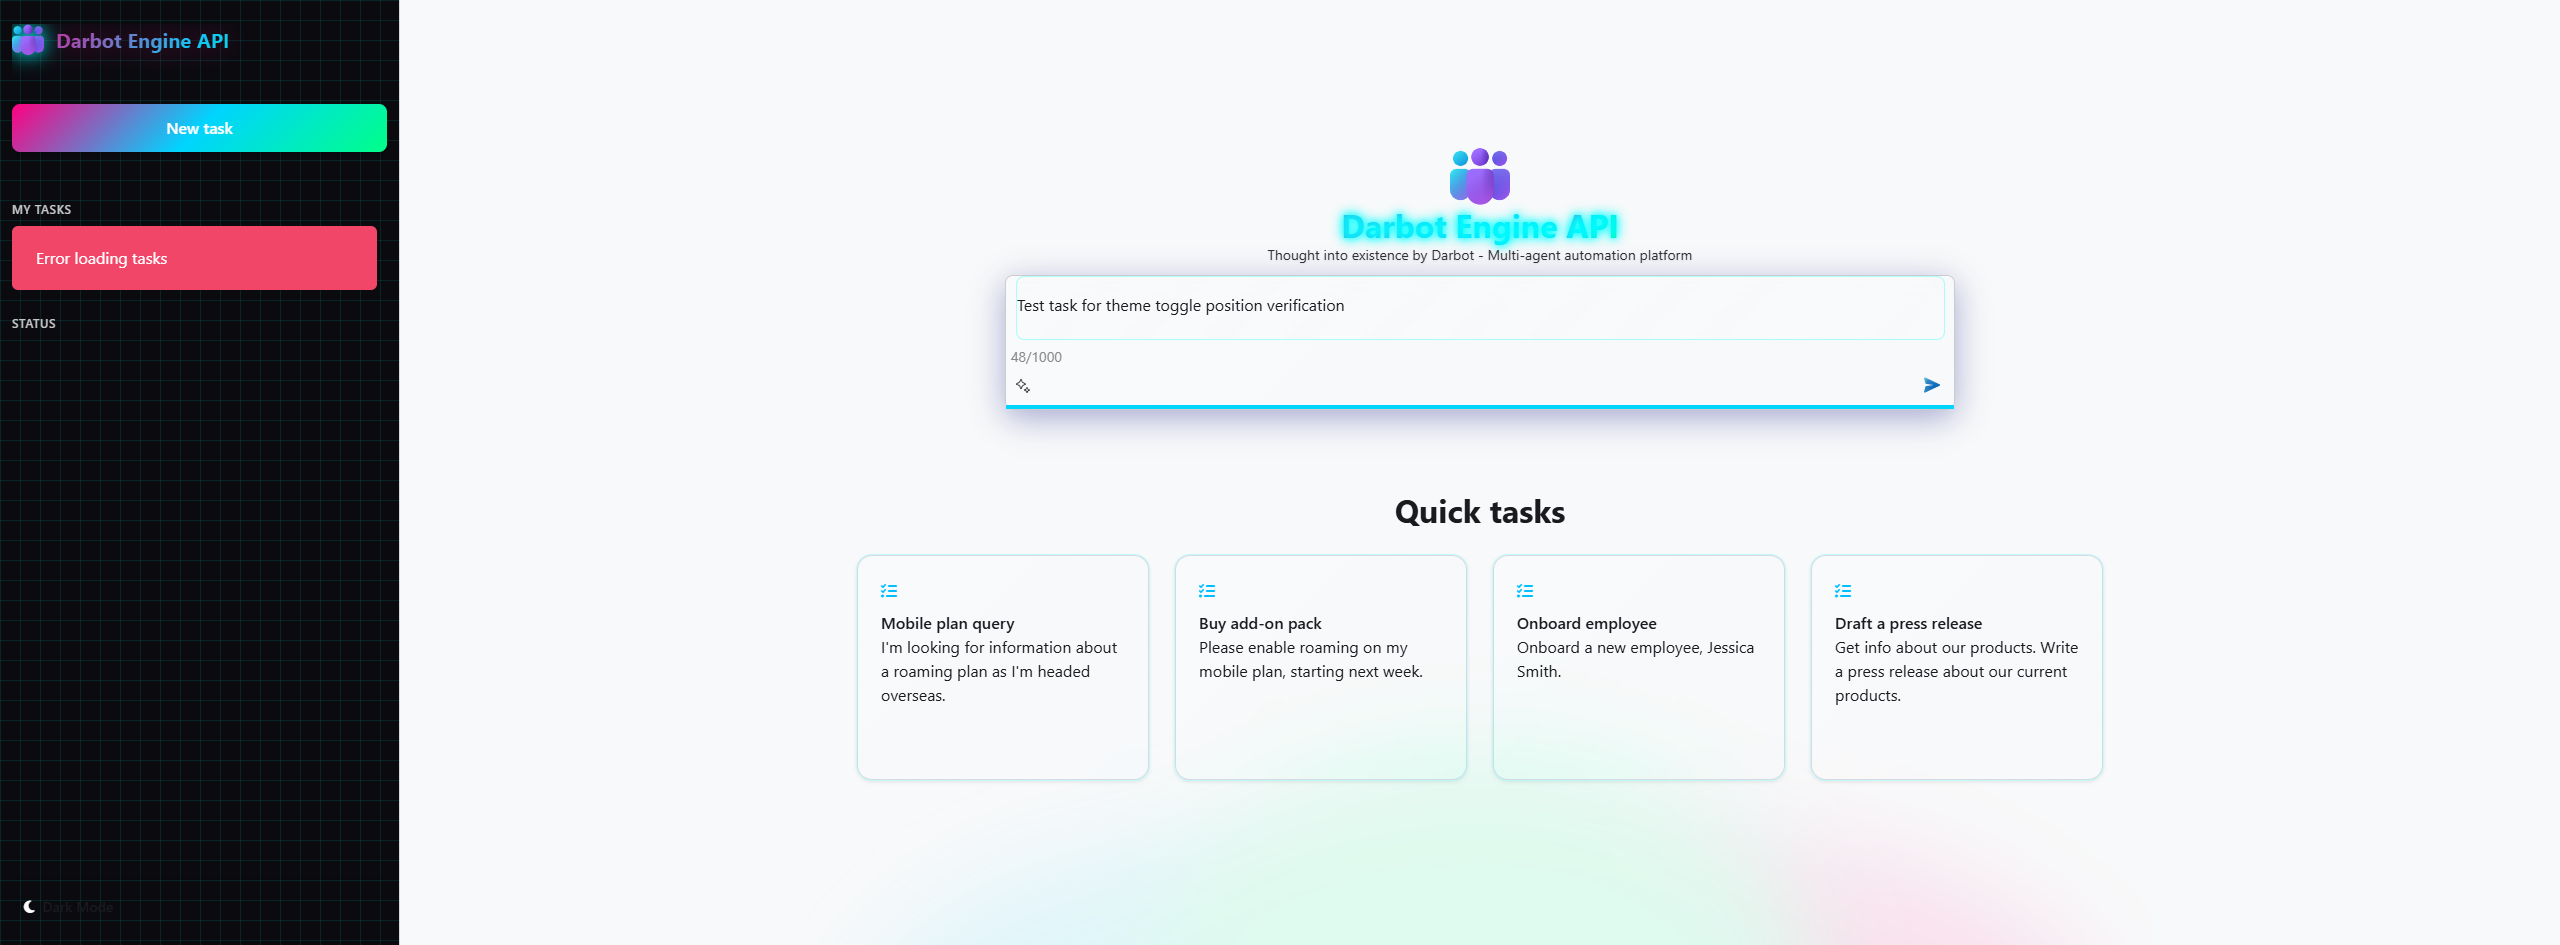 Darbot Engine API
New task
MY TASKS
Error loading tasks
STATUS
Dark Mode
Darbot Engine API
Thought into existence by Darbot - Multi-agent automation platform
Test task for theme toggle position verification
48/1000
Quick tasks
Mobile plan query
I'm looking for information about
a roaming plan as I'm headed
overseas.
Buy add-on pack
Please enable roaming on my
mobile plan, starting next week.
Onboard employee
Onboard a new employee, Jessica
Smith.
Draft a press release
Get info about our products. Write
a press release about our current
products.